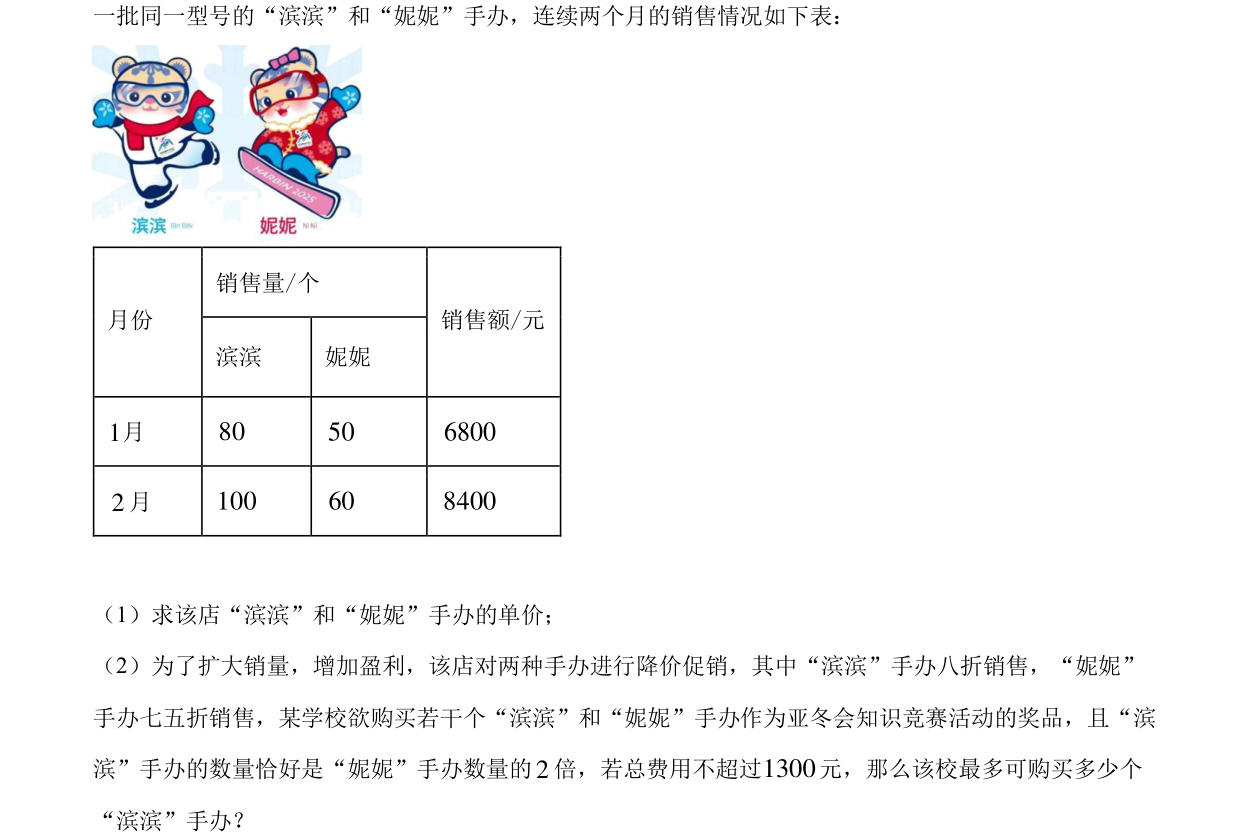 一批同一型号的“滨滨”和“妮妮”手办，连续两个月的销售情况如下表：
HARBIN 2025
滨滨 Bin Bin 妮妮 Ni Ni
月份 销售量/个 销售额/元
滨滨 妮妮
1月 80 50 6800
2月 100 60 8400
（1）求该店“滨滨”和“妮妮”手办的单价；
（2）为了扩大销量，增加盈利，该店对两种手办进行降价促销，其中“滨滨”手办八折销售，“妮妮”
手办七五折销售，某学校欲购买若干个“滨滨”和“妮妮”手办作为亚冬会知识竞赛活动的奖品，且“滨
滨”手办的数量恰好是“妮妮”手办数量的2倍，若总费用不超过1300元，那么该校最多可购买多少个
“滨滨”手办？